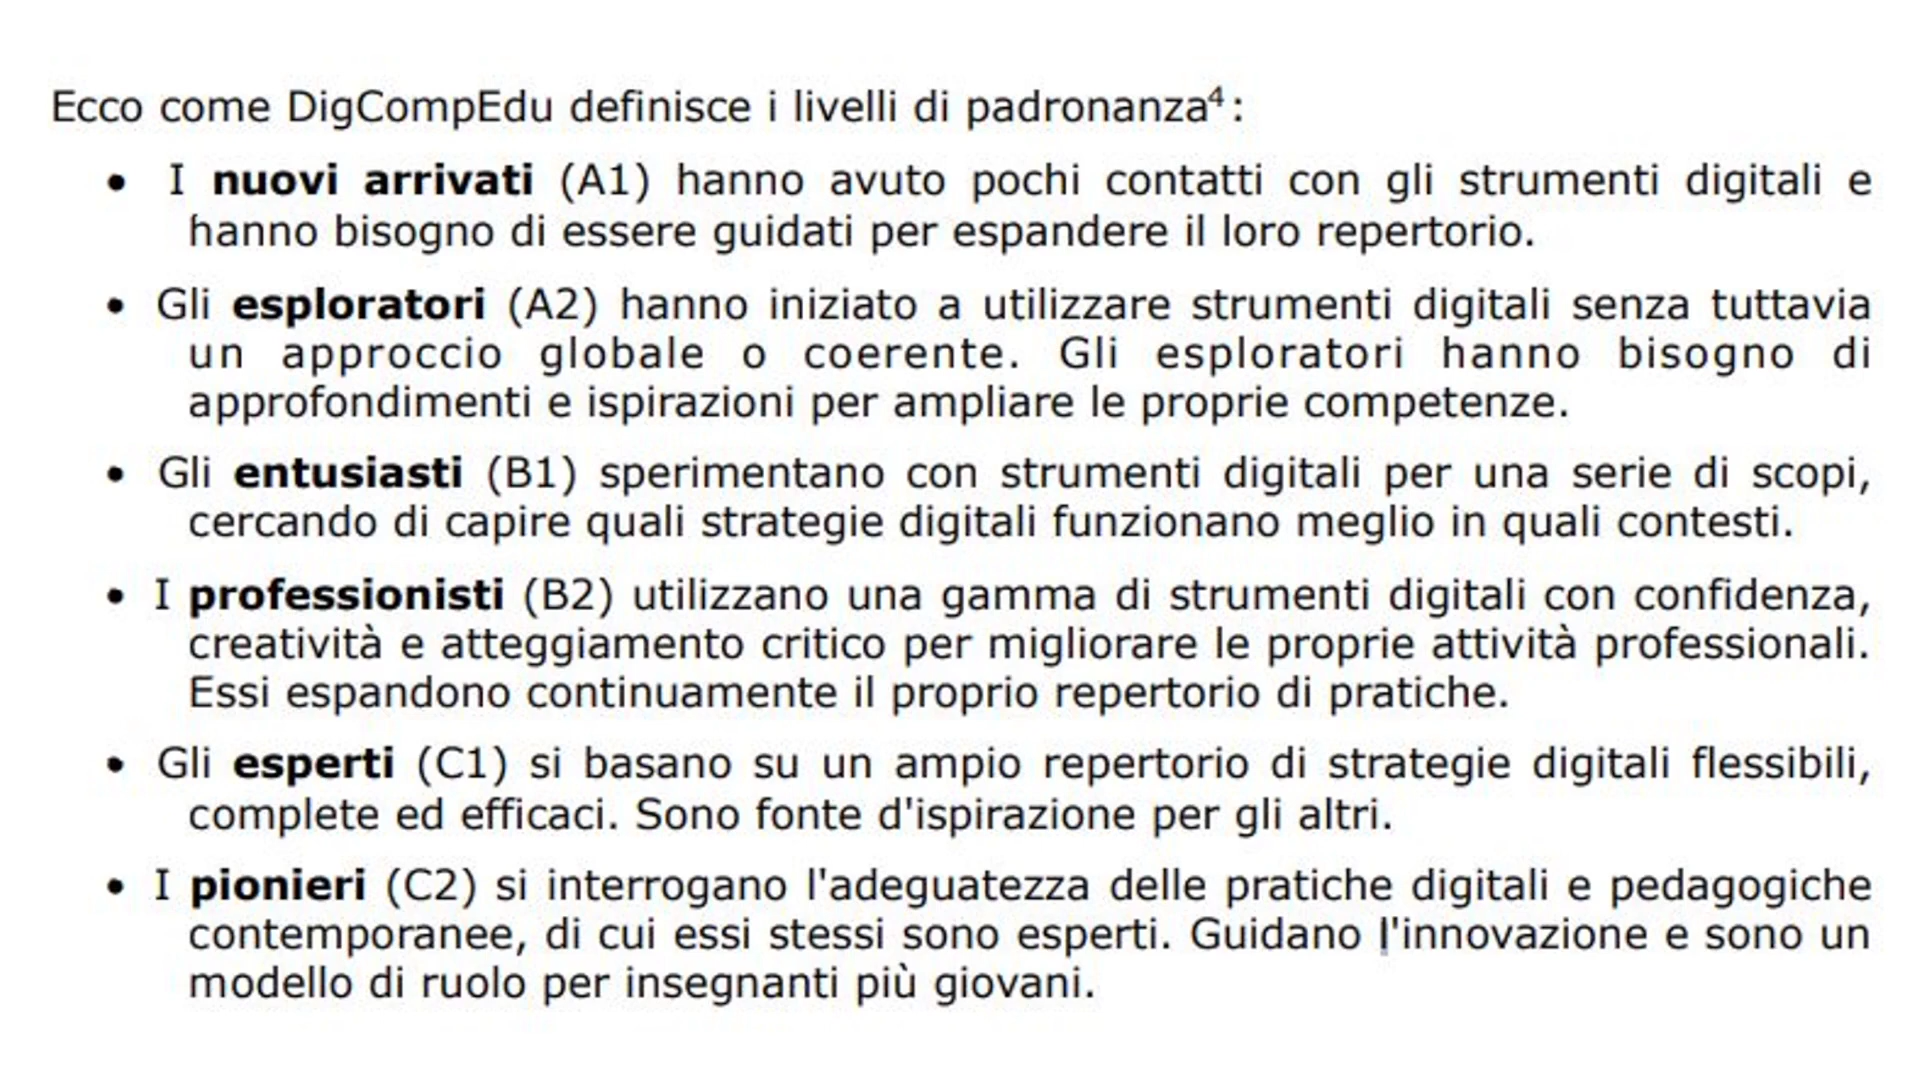 Ecco come DigCompEdu definisce i livelli di padronanza⁴:
• I nuovi arrivati (A1) hanno avuto pochi contatti con gli strumenti digitali e
hanno bisogno di essere guidati per espandere il loro repertorio.
• Gli esploratori (A2) hanno iniziato a utilizzare strumenti digitali senza tuttavia
un approccio globale o coerente. Gli esploratori hanno bisogno di
approfondimenti e ispirazioni per ampliare le proprie competenze.
• Gli entusiasti (B1) sperimentano con strumenti digitali per una serie di scopi,
cercando di capire quali strategie digitali funzionano meglio in quali contesti.
• I professionisti (B2) utilizzano una gamma di strumenti digitali con confidenza,
creatività e atteggiamento critico per migliorare le proprie attività professionali.
Essi espandono continuamente il proprio repertorio di pratiche.
• Gli esperti (C1) si basano su un ampio repertorio di strategie digitali flessibili,
complete ed efficaci. Sono fonte d'ispirazione per gli altri.
• I pionieri (C2) si interrogano l'adeguatezza delle pratiche digitali e pedagogiche
contemporanee, di cui essi stessi sono esperti. Guidano l'innovazione e sono un
modello di ruolo per insegnanti più giovani.